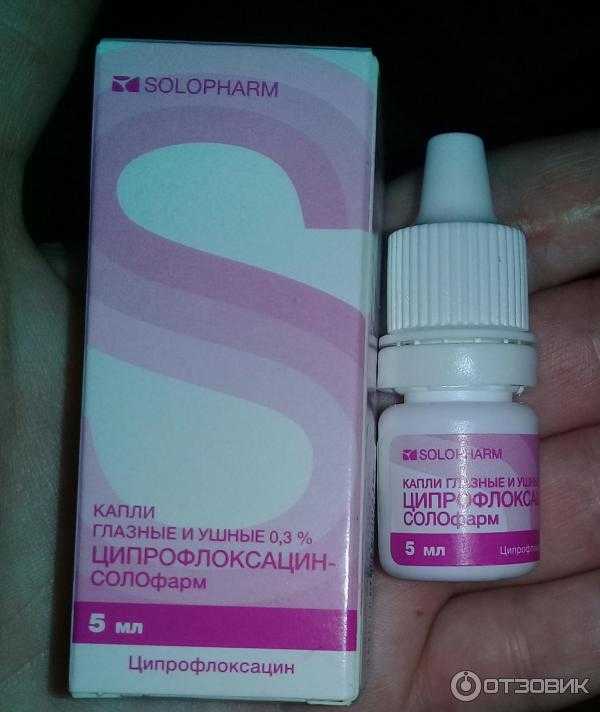 SOLOPHARM
КАПЛИ
ГЛАЗНЫЕ И УШНЫЕ 0,3 %
ЦИПРОФЛОКСАЦИН-
СОЛОфарм
5 мл
Ципрофлоксацин
SOLOPHARM
КАПЛИ ГЛАЗНЫЕ И УШНЫЕ
ЦИПРОФЛОКСАЦ
СОЛОфарм
5 мл
Ципрофлок
ОТЗОВИК